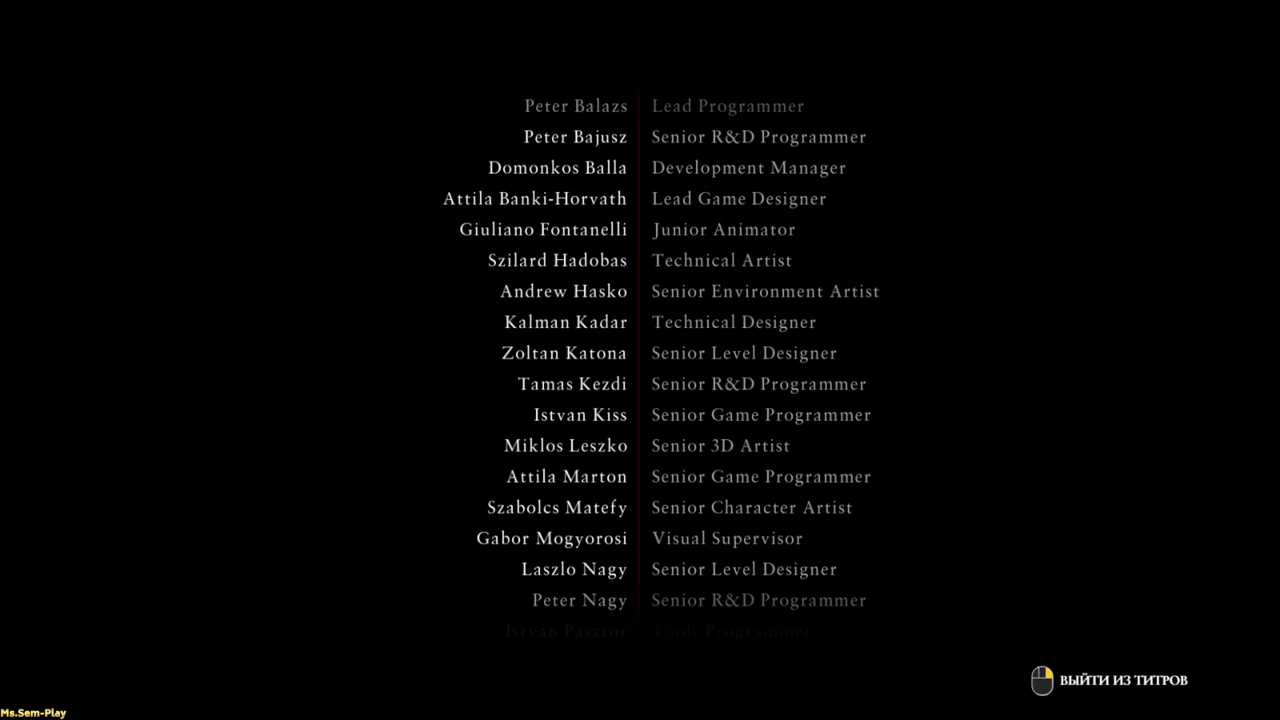 Peter Balazs Lead Programmer
Peter Bajusz Senior R&D Programmer
Domonkos Balla Development Manager
Attila Banki-Horvath Lead Game Designer
Giuliano Fontanelli Junior Animator
Szilard Hadobas Technical Artist
Andrew Hasko Senior Environment Artist
Kalman Kadar Technical Designer
Zoltan Katona Senior Level Designer
Tamas Kezdi Senior R&D Programmer
Istvan Kiss Senior Game Programmer
Miklos Leszko Senior 3D Artist
Attila Marton Senior Game Programmer
Szabolcs Matefy Senior Character Artist
Gabor Mogyorosi Visual Supervisor
Laszlo Nagy Senior Level Designer
Peter Nagy Senior R&D Programmer
Istvan Pasztor Tools Programmer
ВЫЙТИ ИЗ ТИТРОВ
Ms.Sem-Play